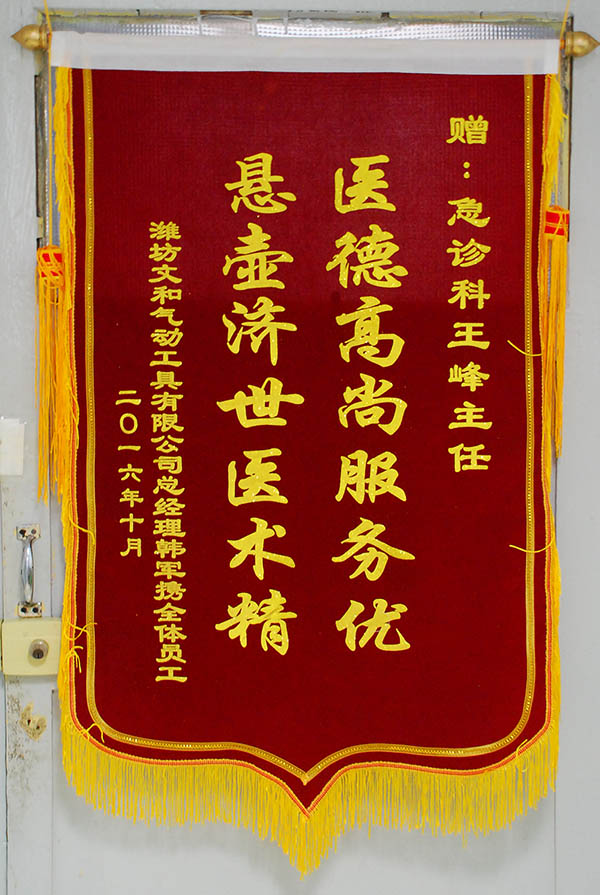 赠：急诊科王峰主任
医德高尚服务优
悬壶济世医术精
潍坊文和气动工具有限公司总经理韩军携全体员工
二〇一六年十月